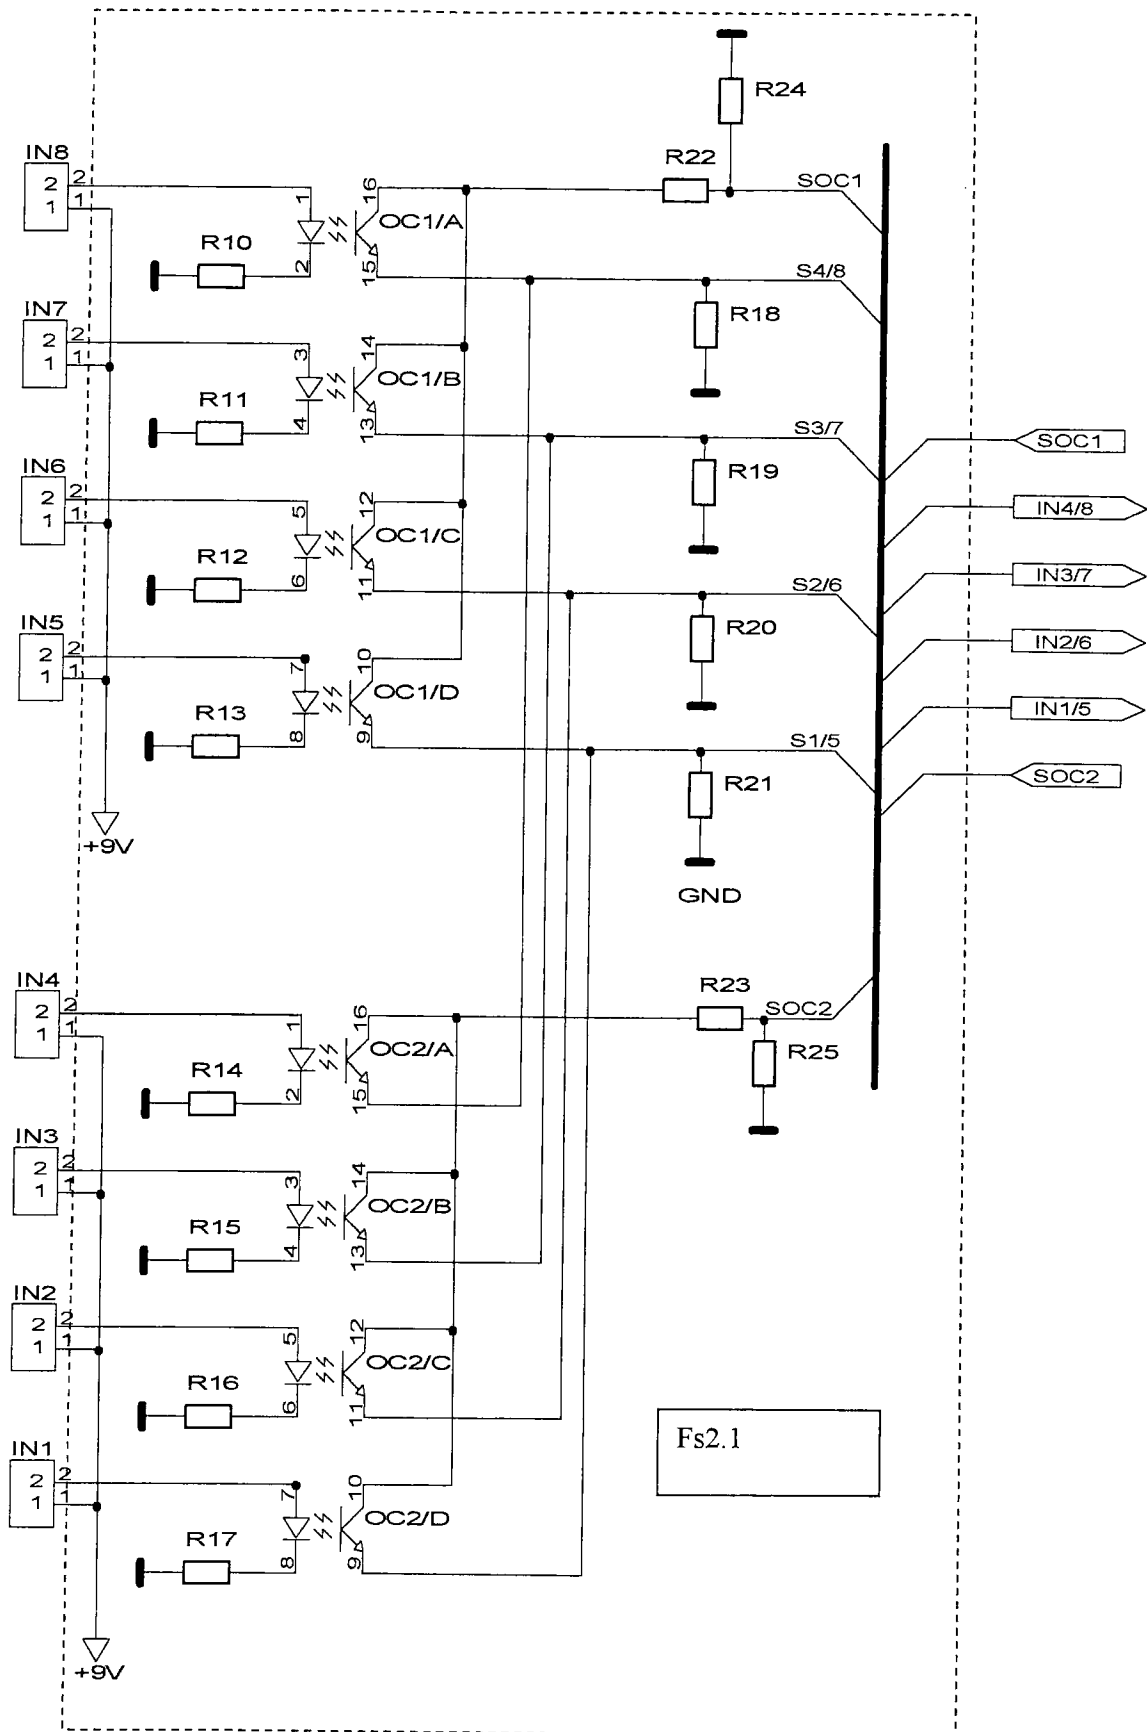 R24
IN8
R22
SOC1
2
2
1
16
1
1
OC1/A
R10
2
15
S4/8
IN7
R18
2
2
3
14
1
1
OC1/B
R11
4
13
S3/7
SOC1
IN6
R19
2
2
5
12
IN4/8
1
1
OC1/C
R12
6
11
S2/6
IN3/7
IN5
R20
2
2
7
10
IN2/6
1
1
OC1/D
R13
8
9
S1/5
IN1/5
R21
SOC2
+9V
GND
IN4
R23
2
2
1
16
SOC2
1
1
OC2/A
R14
R25
2
15
IN3
2
2
3
14
1
1
OC2/B
R15
4
13
IN2
2
2
5
12
1
1
OC2/C
R16
6
11
Fs2.1
IN1
2
2
7
10
1
1
OC2/D
R17
8
9
+9V